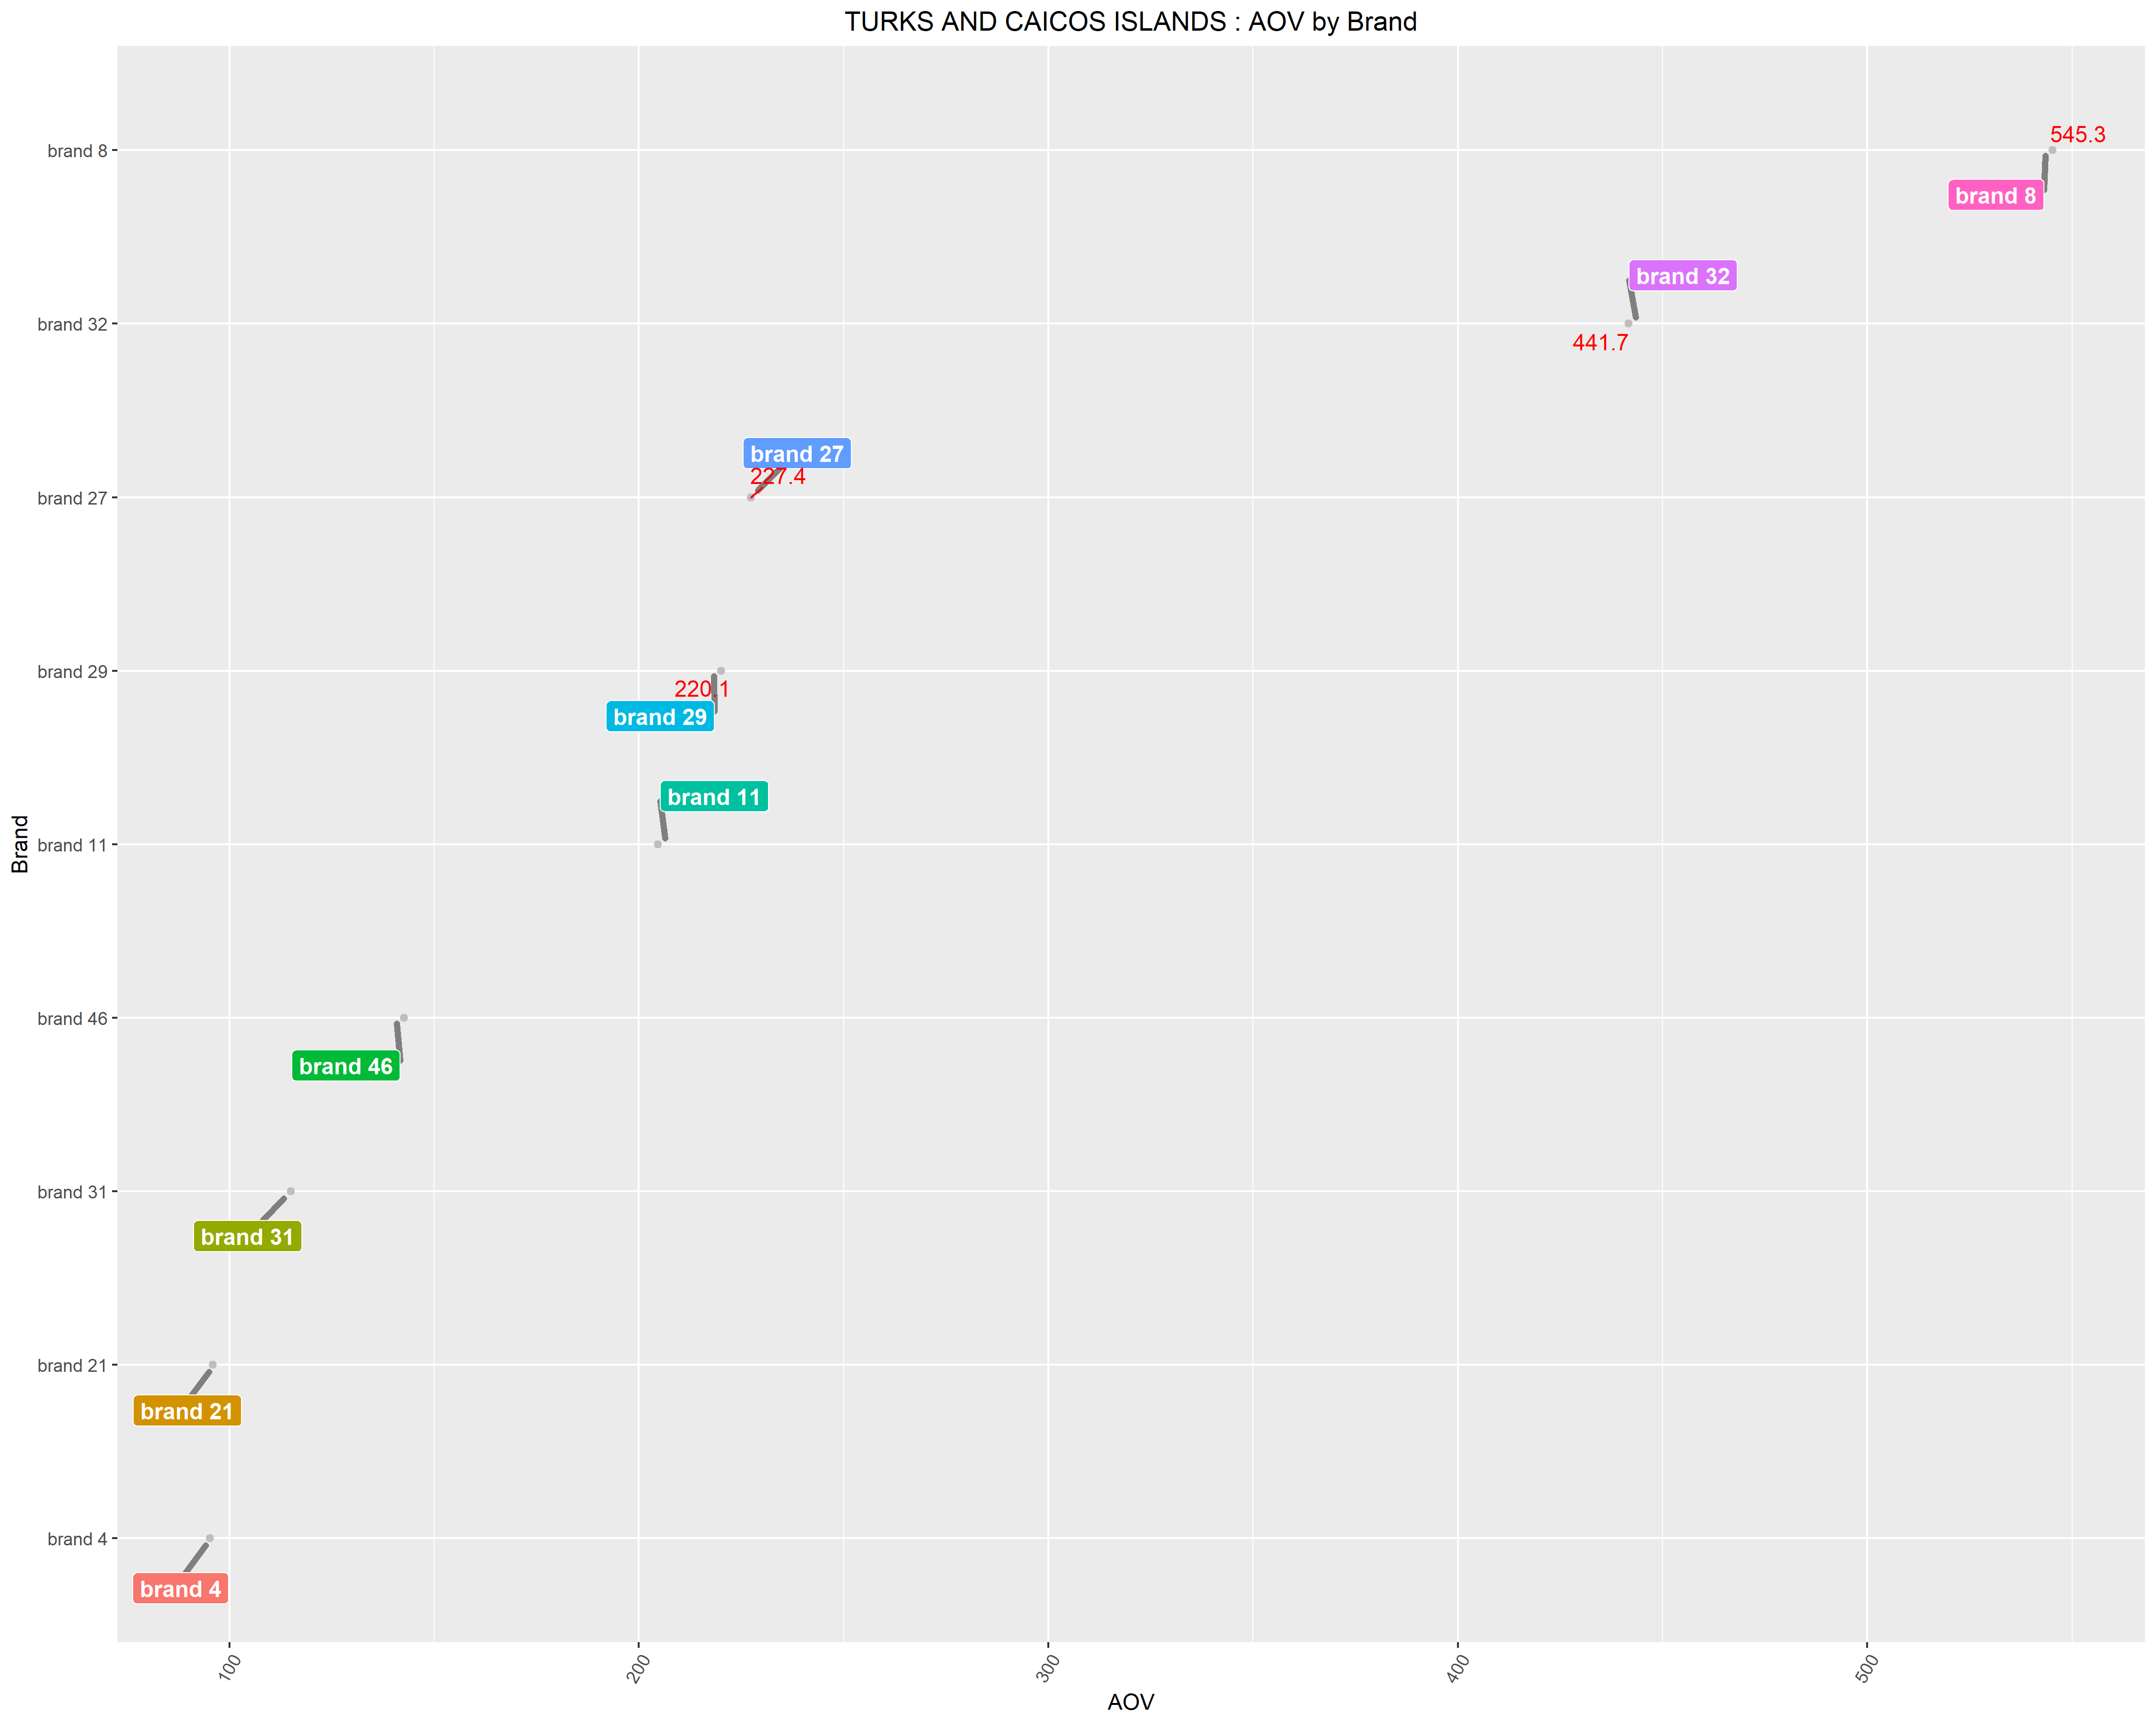 TURKS AND CAICOS ISLANDS : AOV by Brand
545.3
brand 8
brand 8
brand 32
brand 32
441.7
brand 27
227.4
brand 27
brand 29
220.1
brand 29
brand 11
Brand
brand 11
brand 46
brand 46
brand 31
brand 31
brand 21
brand 21
brand 4
brand 4
100
200
300
400
500
AOV